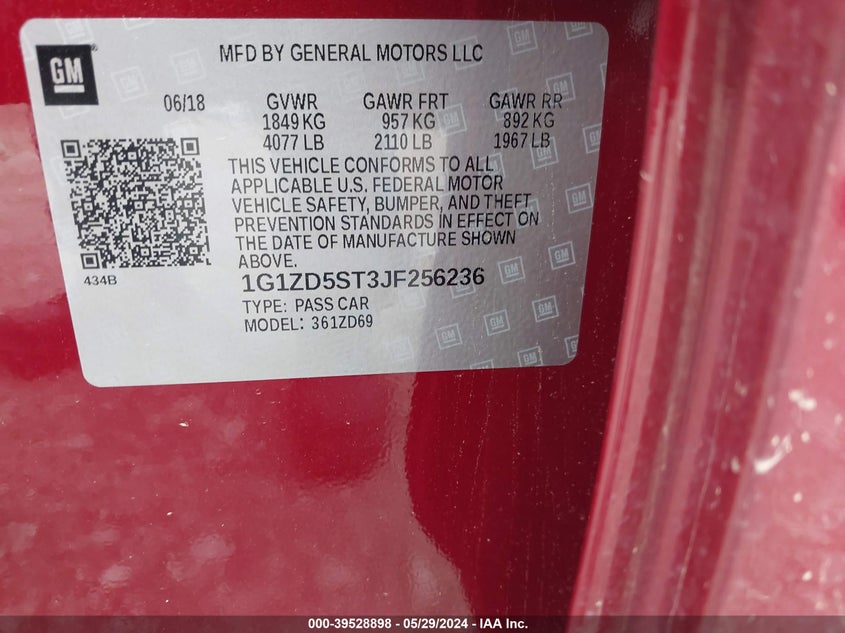 GM
MFD BY GENERAL MOTORS LLC
06/18 GVWR GAWR FRT GAWR RR
1849 KG 957 KG 892 KG
4077 LB 2110 LB 1967 LB
THIS VEHICLE CONFORMS TO ALL
APPLICABLE U.S. FEDERAL MOTOR
VEHICLE SAFETY, BUMPER, AND THEFT
PREVENTION STANDARDS IN EFFECT ON
THE DATE OF MANUFACTURE SHOWN
ABOVE.
434B
1G1ZD5ST3JF256236
TYPE: PASS CAR
MODEL: 361ZD69
000-39528898 - 05/29/2024 - IAA Inc.